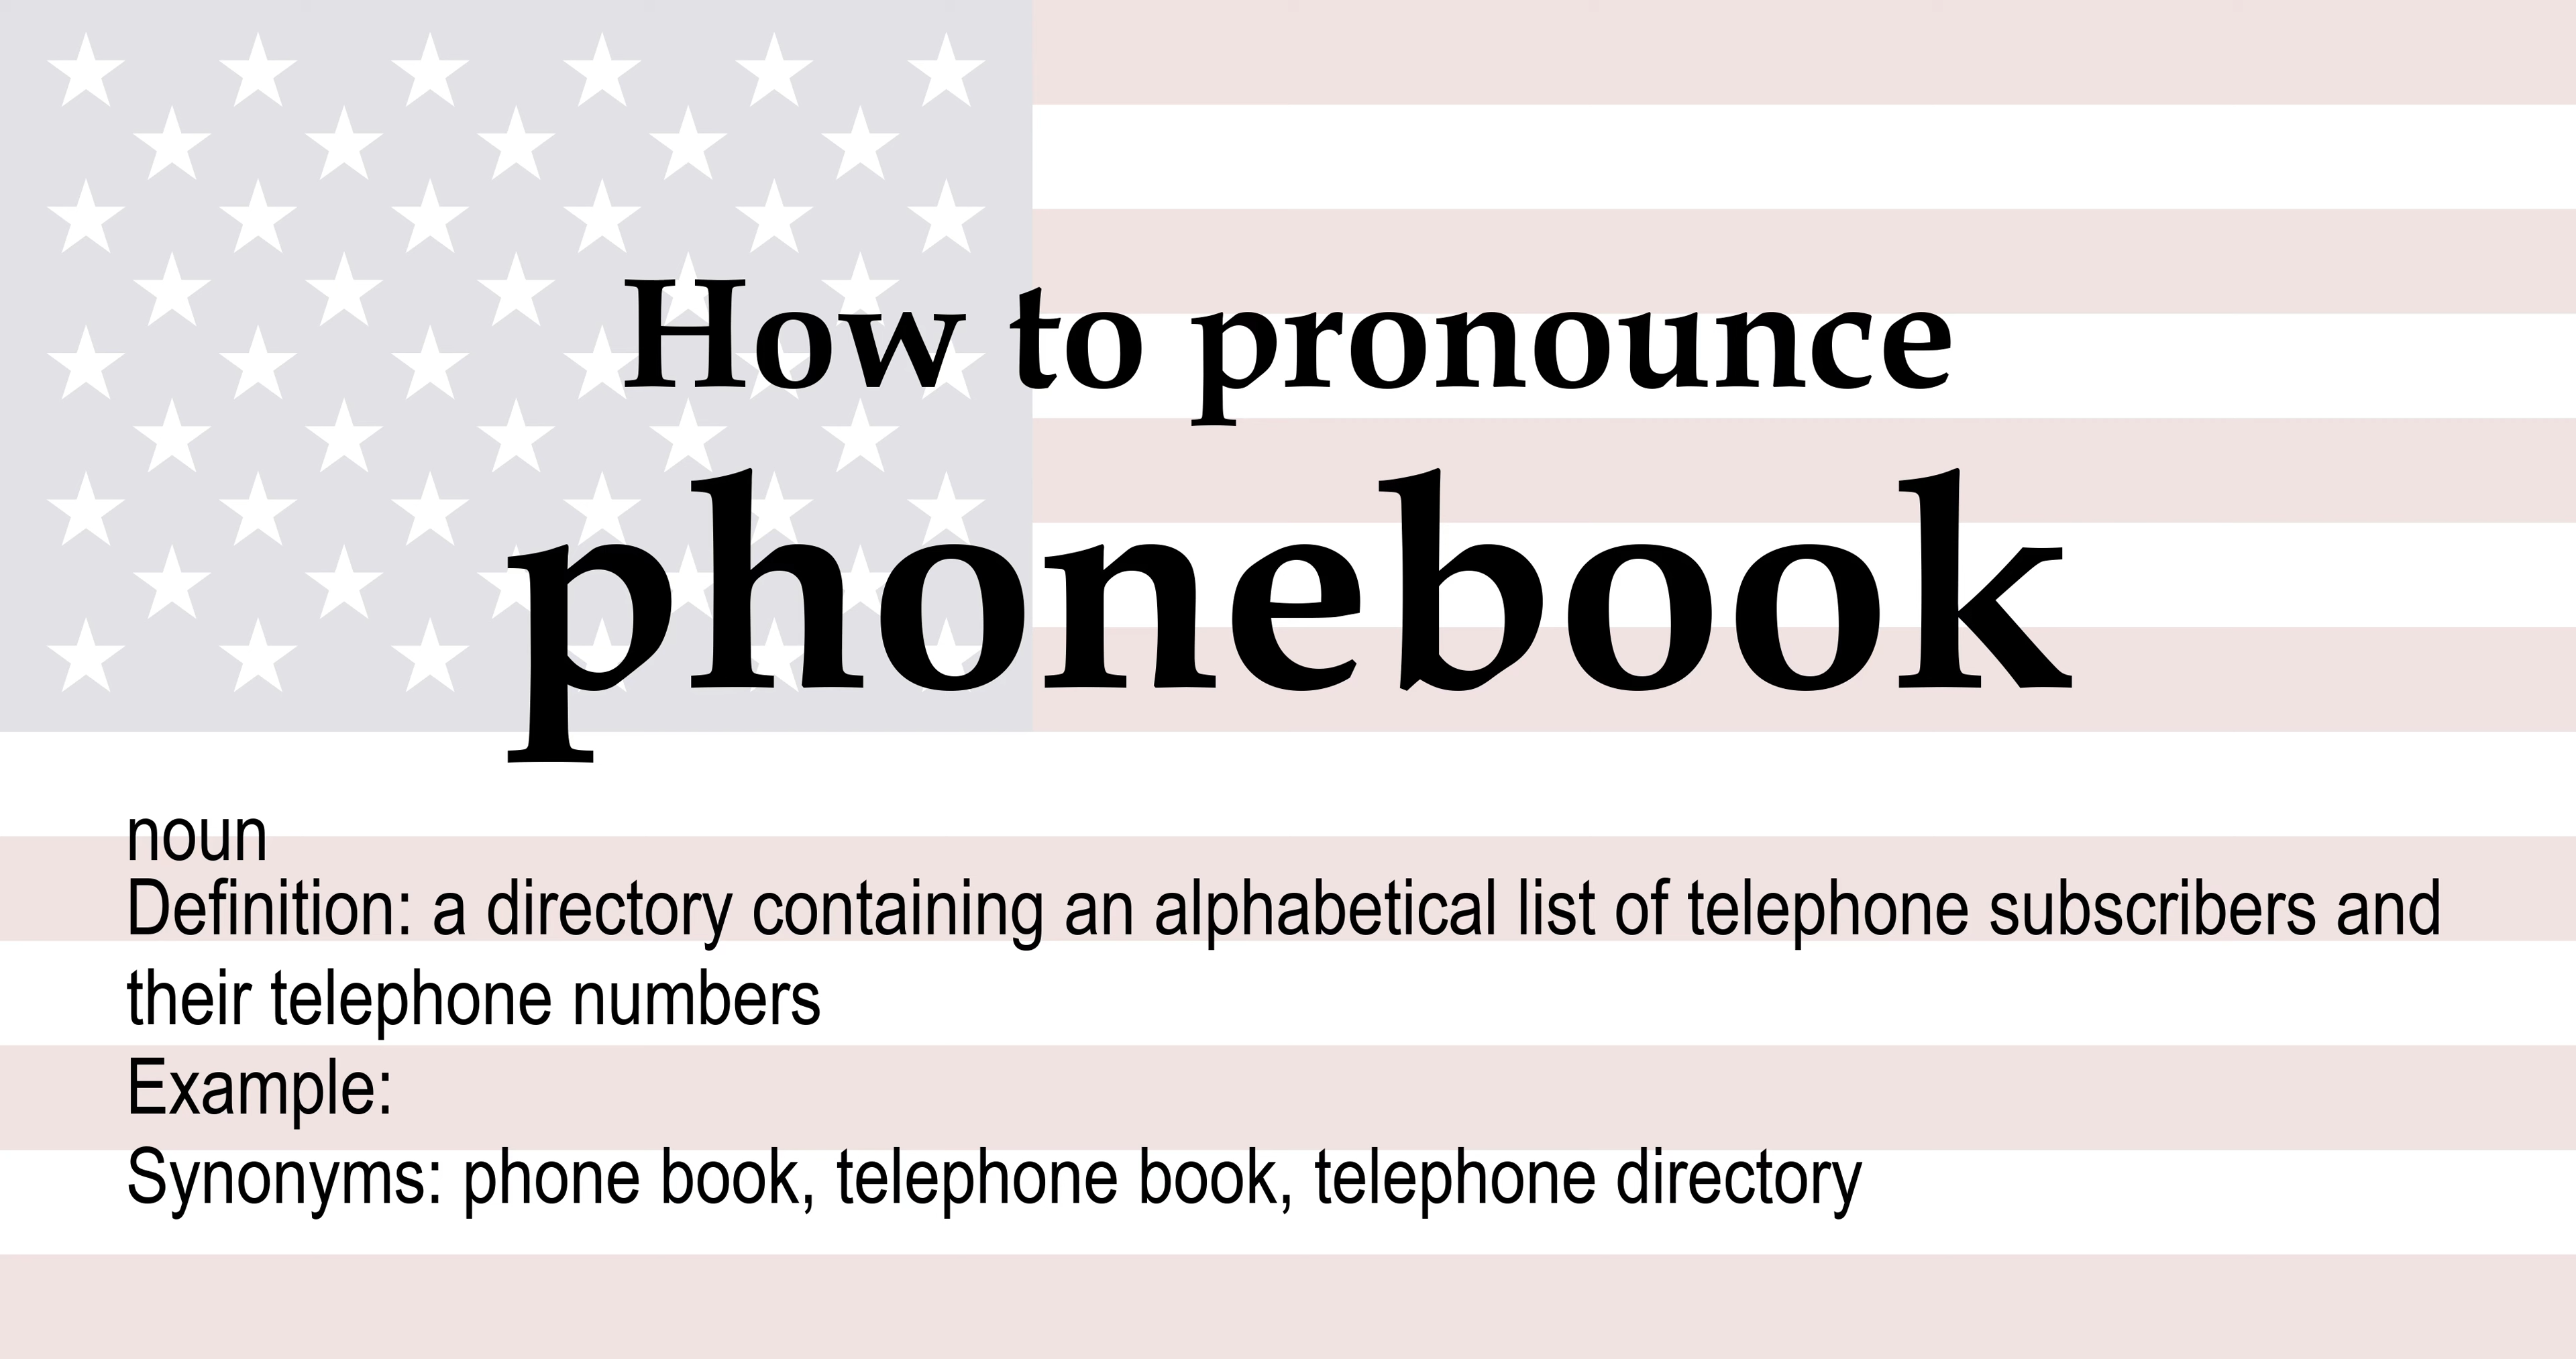 How to pronounce
phonebook
noun
Definition: a directory containing an alphabetical list of telephone subscribers and
their telephone numbers
Example:
Synonyms: phone book, telephone book, telephone directory